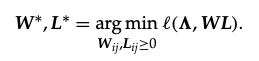 W*, L* = arg min ℓ(Λ, WL).
W_ij, L_ij ≥ 0